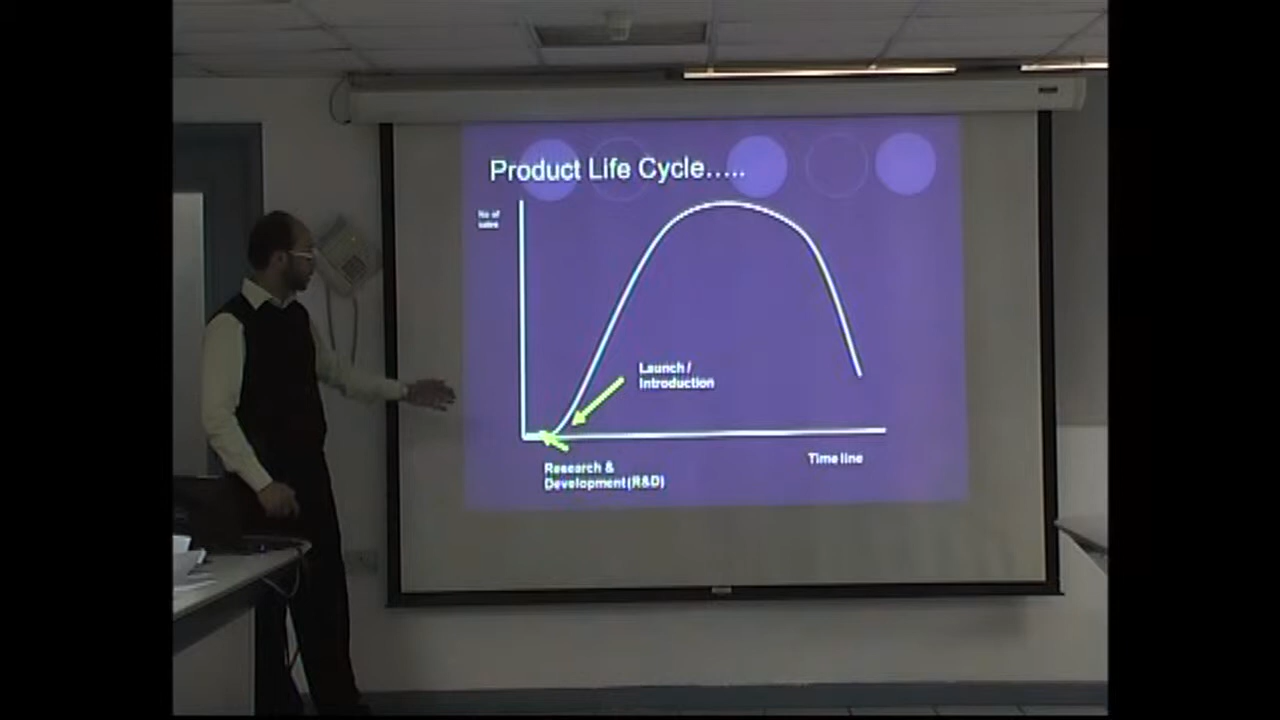 Product Life Cycle.....
No of
sales
Launch /
Introduction
Research &
Development(R&D)
Time line